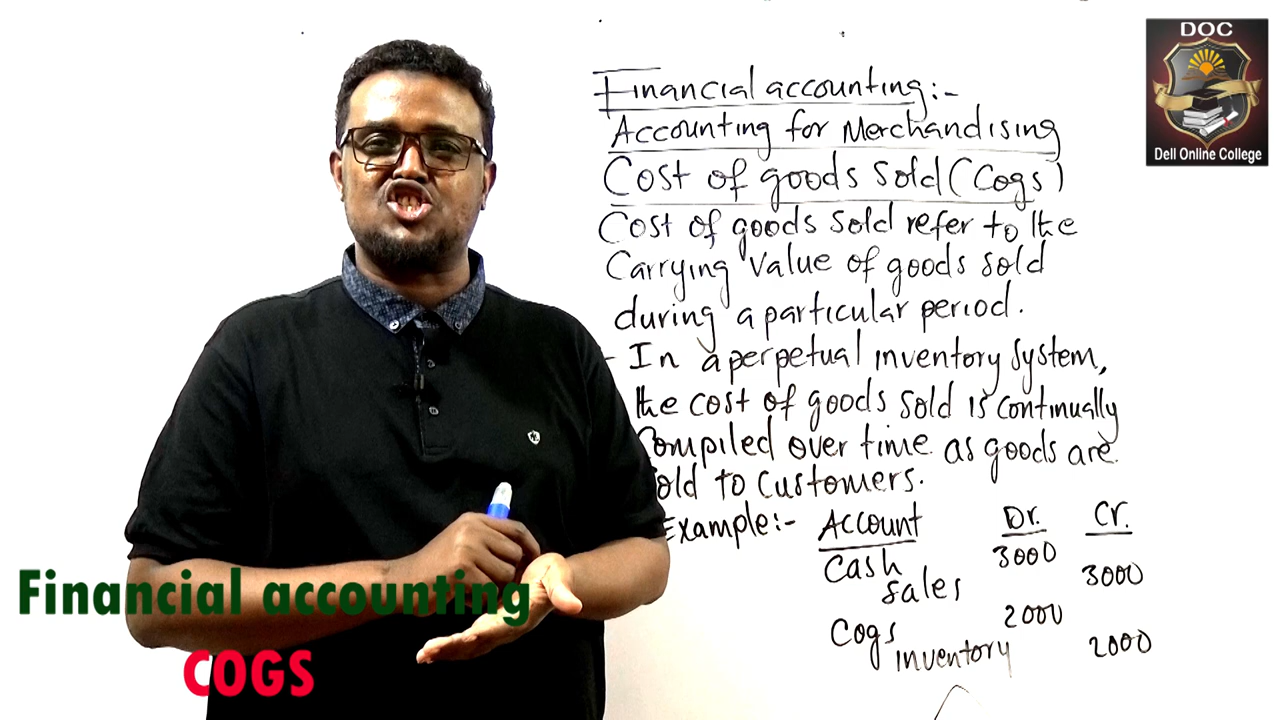 DOC
Dell Online College
Financial accounting:-
Accounting for Merchandising
Cost of goods Sold (Cogs)
Cost of goods sold refer to the
Carrying value of goods sold
during a particular period.
- In a perpetual inventory system,
the cost of goods sold is continually
Compiled over time as goods are
sold to customers.
Example:- Account Dr. Cr.
Cash 3000
Sales 3000
Cogs 2000
inventory 2000
Financial accounting
COGS